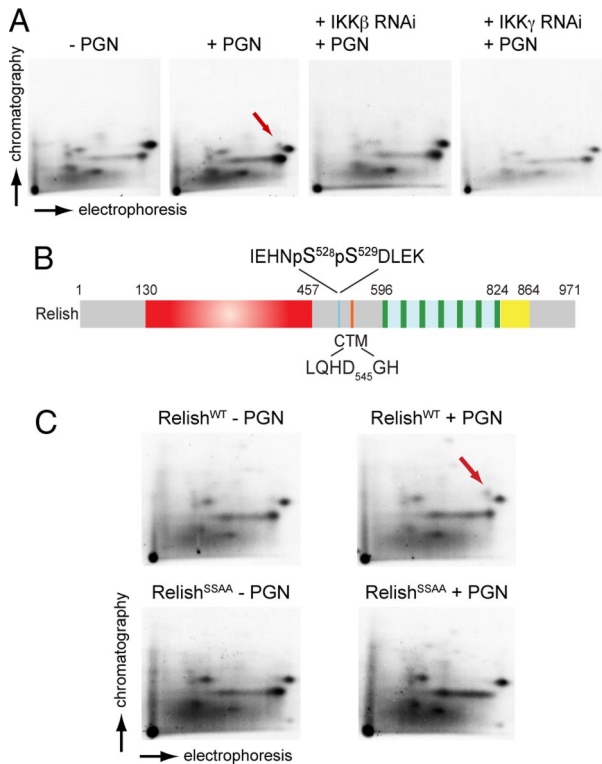 A
- PGN
+ PGN
+ IKKβ RNAi
+ PGN
+ IKKγ RNAi
+ PGN
chromatography
electrophoresis
B
IEHNpS528pS529DLEK
1 130 457 596 824 864 971
Relish
CTM
LQHD545GH
C
RelishWT - PGN
RelishWT + PGN
RelishSSAA - PGN
RelishSSAA + PGN
chromatography
electrophoresis